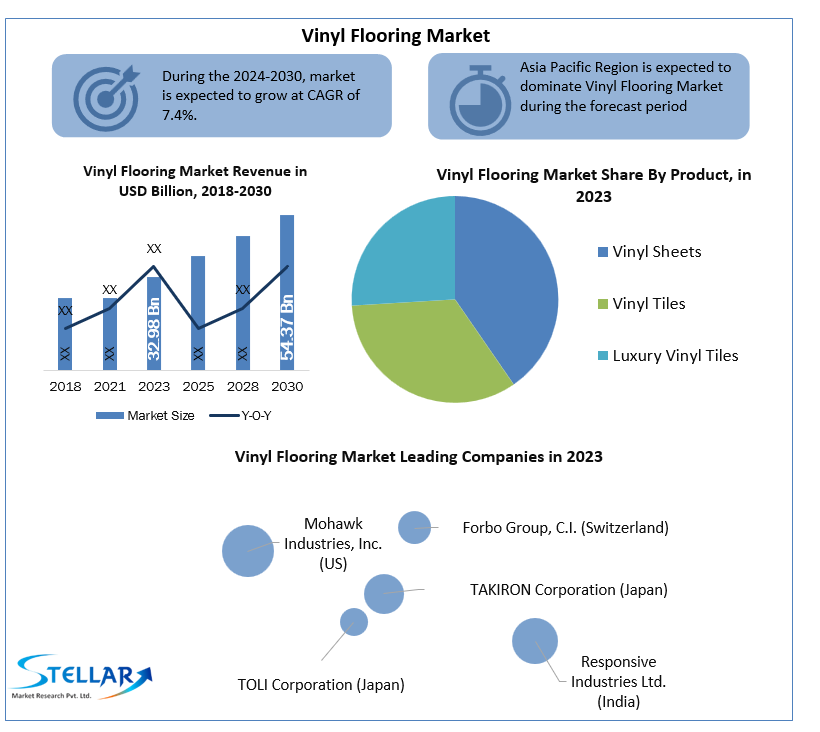 Vinyl Flooring Market
During the 2024-2030, market
is expected to grow at CAGR of
7.4%.
Asia Pacific Region is expected to
dominate Vinyl Flooring Market
during the forecast period
Vinyl Flooring Market Revenue in
USD Billion, 2018-2030
XX
XX
XX
XX
XX
XX
32.98 Bn
XX
XX
54.37 Bn
2018
2021
2023
2025
2028
2030
Market Size
Y-O-Y
Vinyl Flooring Market Share By Product, in
2023
Vinyl Sheets
Vinyl Tiles
Luxury Vinyl Tiles
Vinyl Flooring Market Leading Companies in 2023
Mohawk
Industries, Inc.
(US)
Forbo Group, C.I. (Switzerland)
TAKIRON Corporation (Japan)
TOLI Corporation (Japan)
Responsive
Industries Ltd.
(India)
STELLAR
Market Research Pvt. Ltd.